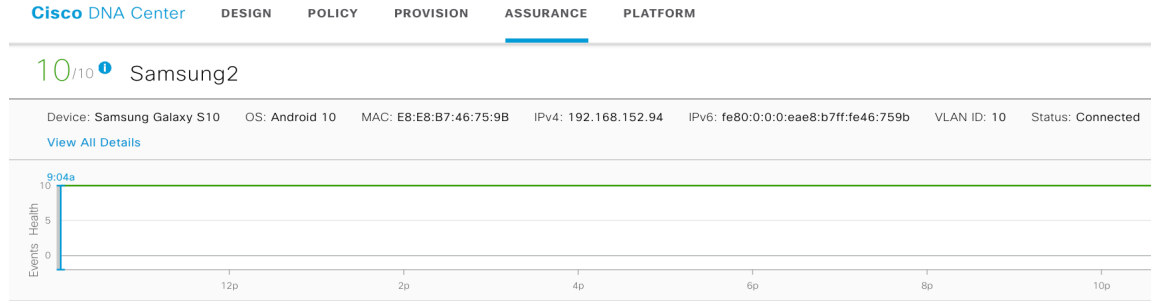 Cisco DNA Center DESIGN POLICY PROVISION ASSURANCE PLATFORM
10/10 i Samsung2
Device: Samsung Galaxy S10 OS: Android 10 MAC: E8:E8:B7:46:75:9B IPv4: 192.168.152.94 IPv6: fe80:0:0:0:eae8:b7ff:fe46:759b VLAN ID: 10 Status: Connected
View All Details
9:04a
10
5
0
Events Health
12p 2p 4p 6p 8p 10p